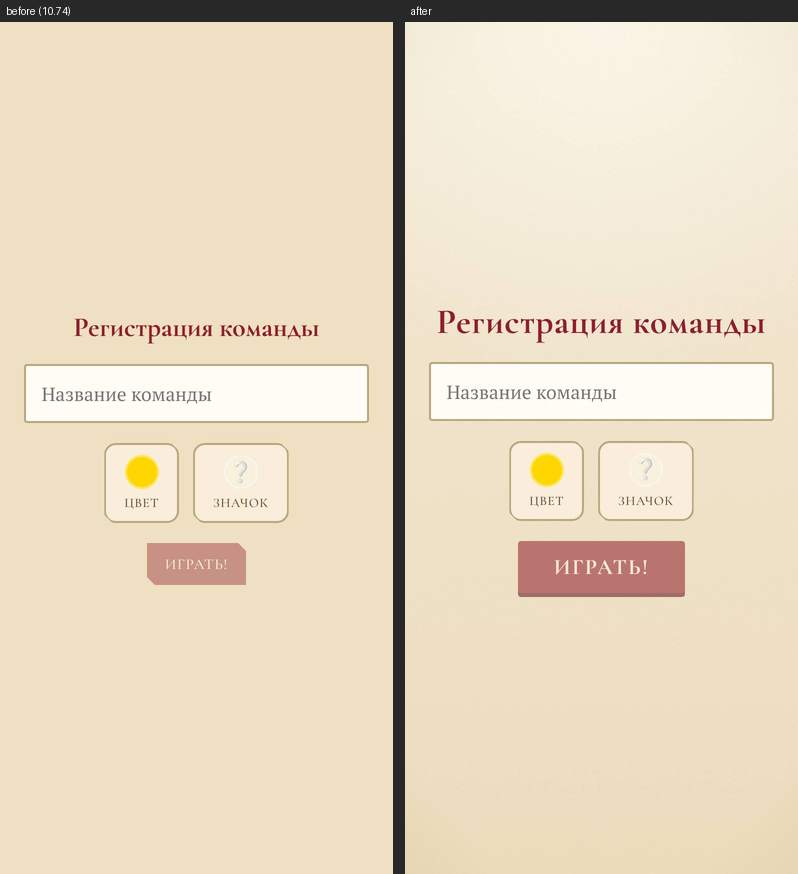 before (10.74)
after
Регистрация команды
Название команды
ЦВЕТ
ЗНАЧОК
ИГРАТЬ!
Регистрация команды
Название команды
ЦВЕТ
ЗНАЧОК
ИГРАТЬ!